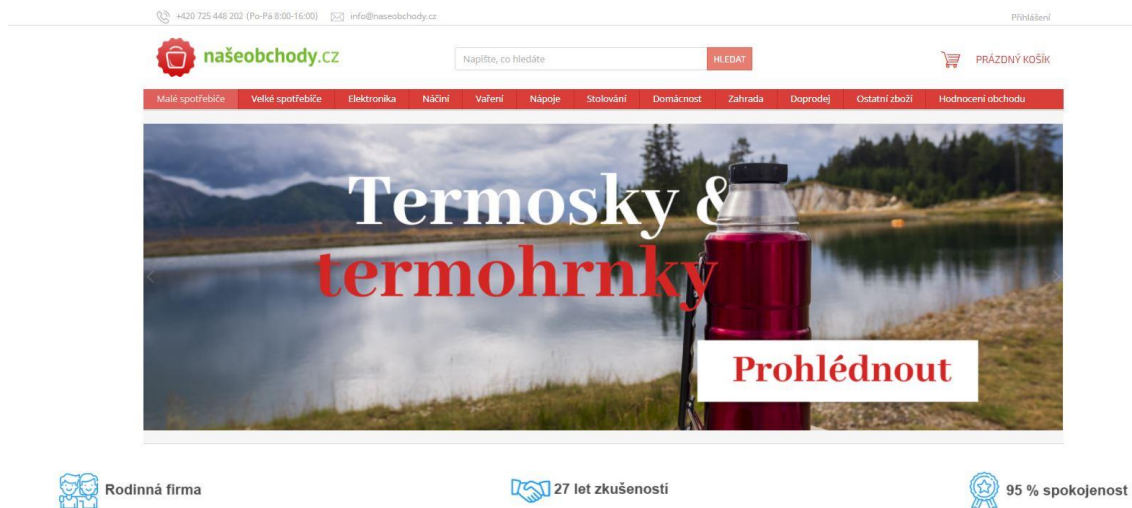 +420 725 448 202 (Po-Pá 8:00-16:00) info@naseobchody.cz Přihlášení
našeobchody.cz
Napište, co hledáte HLEDAT PRÁZDNÝ KOŠÍK
Malé spotřebiče Velké spotřebiče Elektronika Náčiní Vaření Nápoje Stolování Domácnost Zahrada Doprodej Ostatní zboží Hodnocení obchodu
Termosky &
termohrnky
Prohlédnout
Rodinná firma 27 let zkušeností 95 % spokojenost